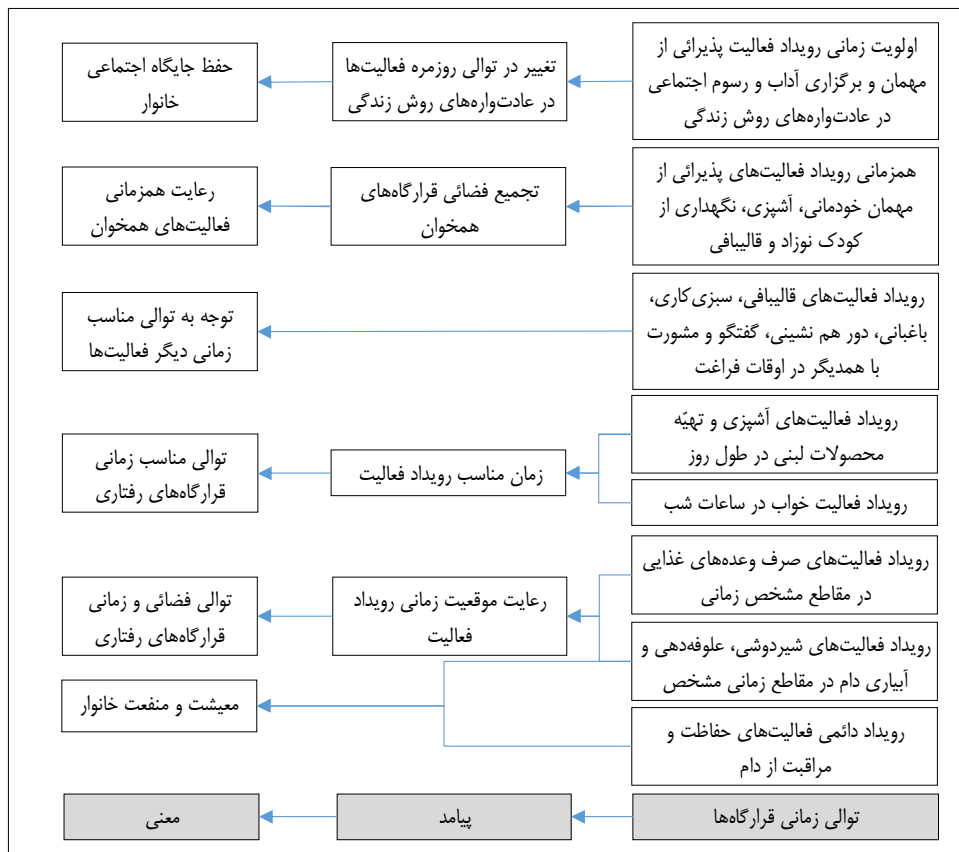 اولویت زمانی رویداد فعالیت پذیرائی از
مهمان و برگزاری آداب و رسوم اجتماعی
در عادت‌واره‌های روش زندگی
تغییر در توالی روزمره فعالیت‌ها
در عادت‌واره‌های روش زندگی
حفظ جایگاه اجتماعی
خانوار
همزمانی رویداد فعالیت‌های پذیرائی از
مهمان خودمانی، آشپزی، نگهداری از
کودک نوزاد و قالیبافی
تجمیع فضائی قرارگاه‌های
همخوان
رعایت همزمانی
فعالیت‌های همخوان
رویداد فعالیت‌های قالیبافی، سبزی‌کاری،
باغبانی، دور هم نشینی، گفتگو و مشورت
با همدیگر در اوقات فراغت
توجه به توالی مناسب
زمانی دیگر فعالیت‌ها
رویداد فعالیت‌های آشپزی و تهیّه
محصولات لبنی در طول روز
رویداد فعالیت خواب در ساعات شب
زمان مناسب رویداد فعالیت
توالی مناسب زمانی
قرارگاه‌های رفتاری
رویداد فعالیت‌های صرف وعده‌های غذایی
در مقاطع مشخص زمانی
رویداد فعالیت‌های شیردوشی، علوفه‌دهی و
آبیاری دام در مقاطع زمانی مشخص
رعایت موقعیت زمانی رویداد
فعالیت
توالی فضائی و زمانی
قرارگاه‌های رفتاری
رویداد دائمی فعالیت‌های حفاظت و
مراقبت از دام
معیشت و منفعت خانوار
توالی زمانی قرارگاه‌ها
پیامد
معنی